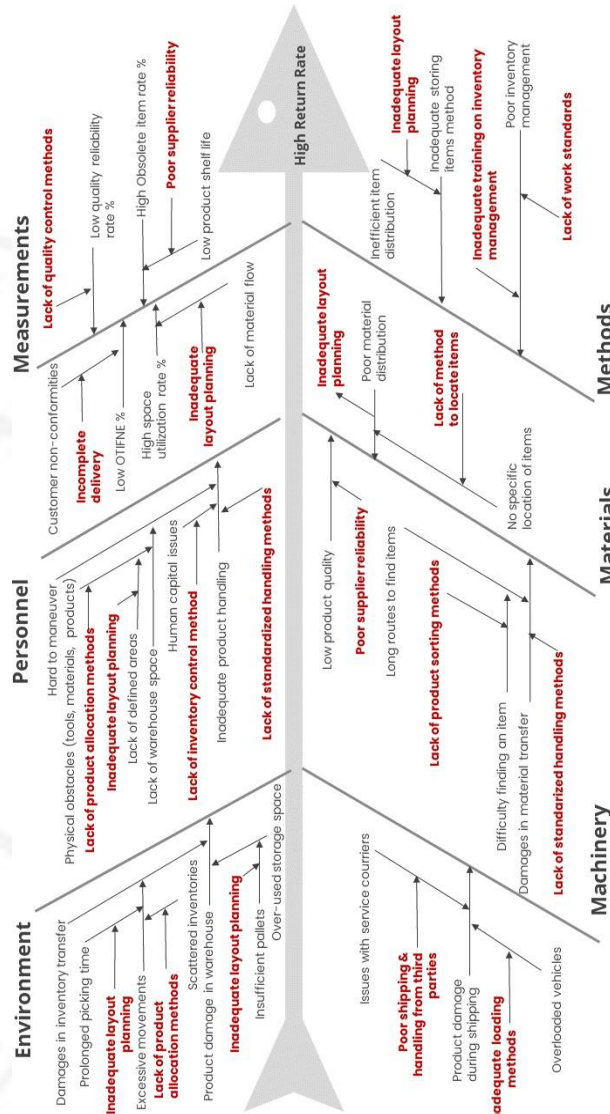 Environment
Damages in inventory transfer
Prolonged picking time
Inadequate layout
planning
Excessive movements
Lack of product
allocation methods
Scattered inventories
Product damage in warehouse
Inadequate layout planning
Insufficient pallets
Over-used storage space
Personnel
Hard to maneuver
Physical obstacles (tools, materials, products)
Lack of product allocation methods
Inadequate layout planning
Lack of defined areas
Lack of warehouse space
Human capital issues
Lack of inventory control method
Inadequate product handling
Lack of standardized handling methods
Measurements
Lack of quality control methods
Low quality reliability
rate %
High Obsolete item rate %
Poor supplier reliability
Low product shelf life
Customer non-conformities
Incomplete
delivery
Low OTIFNE %
High space
utilization rate %
Inadequate
layout planning
Lack of material flow
High Return Rate
Machinery
Issues with service courriers
Poor shipping &
handling from third
parties
Product damage
during shipping
adequate loading
methods
Overloaded vehicles
Materials
Low product quality
Poor supplier reliability
Long routes to find items
Lack of product sorting methods
Difficulty finding an item
Damages in material transfer
Lack of standarized handling methods
Methods
Inadequate layout
planning
Poor material
distribution
Lack of method
to locate items
No specific
location of items
Inefficient item
distribution
Inadequate layout
planning
Inadequate storing
items method
Inadequate training on inventory
management
Poor inventory
management
Lack of work standards